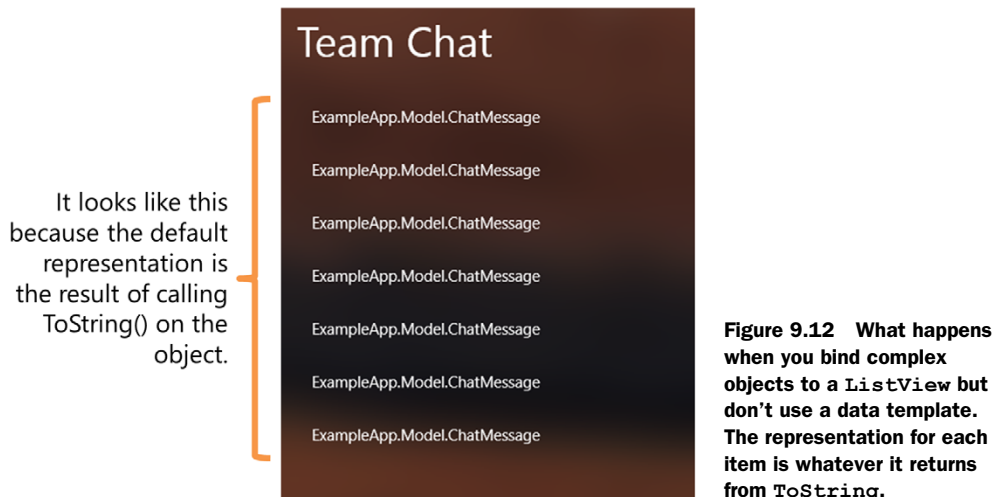 Team Chat
ExampleApp.Model.ChatMessage
ExampleApp.Model.ChatMessage
ExampleApp.Model.ChatMessage
ExampleApp.Model.ChatMessage
ExampleApp.Model.ChatMessage
ExampleApp.Model.ChatMessage
ExampleApp.Model.ChatMessage
It looks like this
because the default
representation is
the result of calling
ToString() on the
object.
Figure 9.12 What happens
when you bind complex
objects to a ListView but
don’t use a data template.
The representation for each
item is whatever it returns
from ToString.